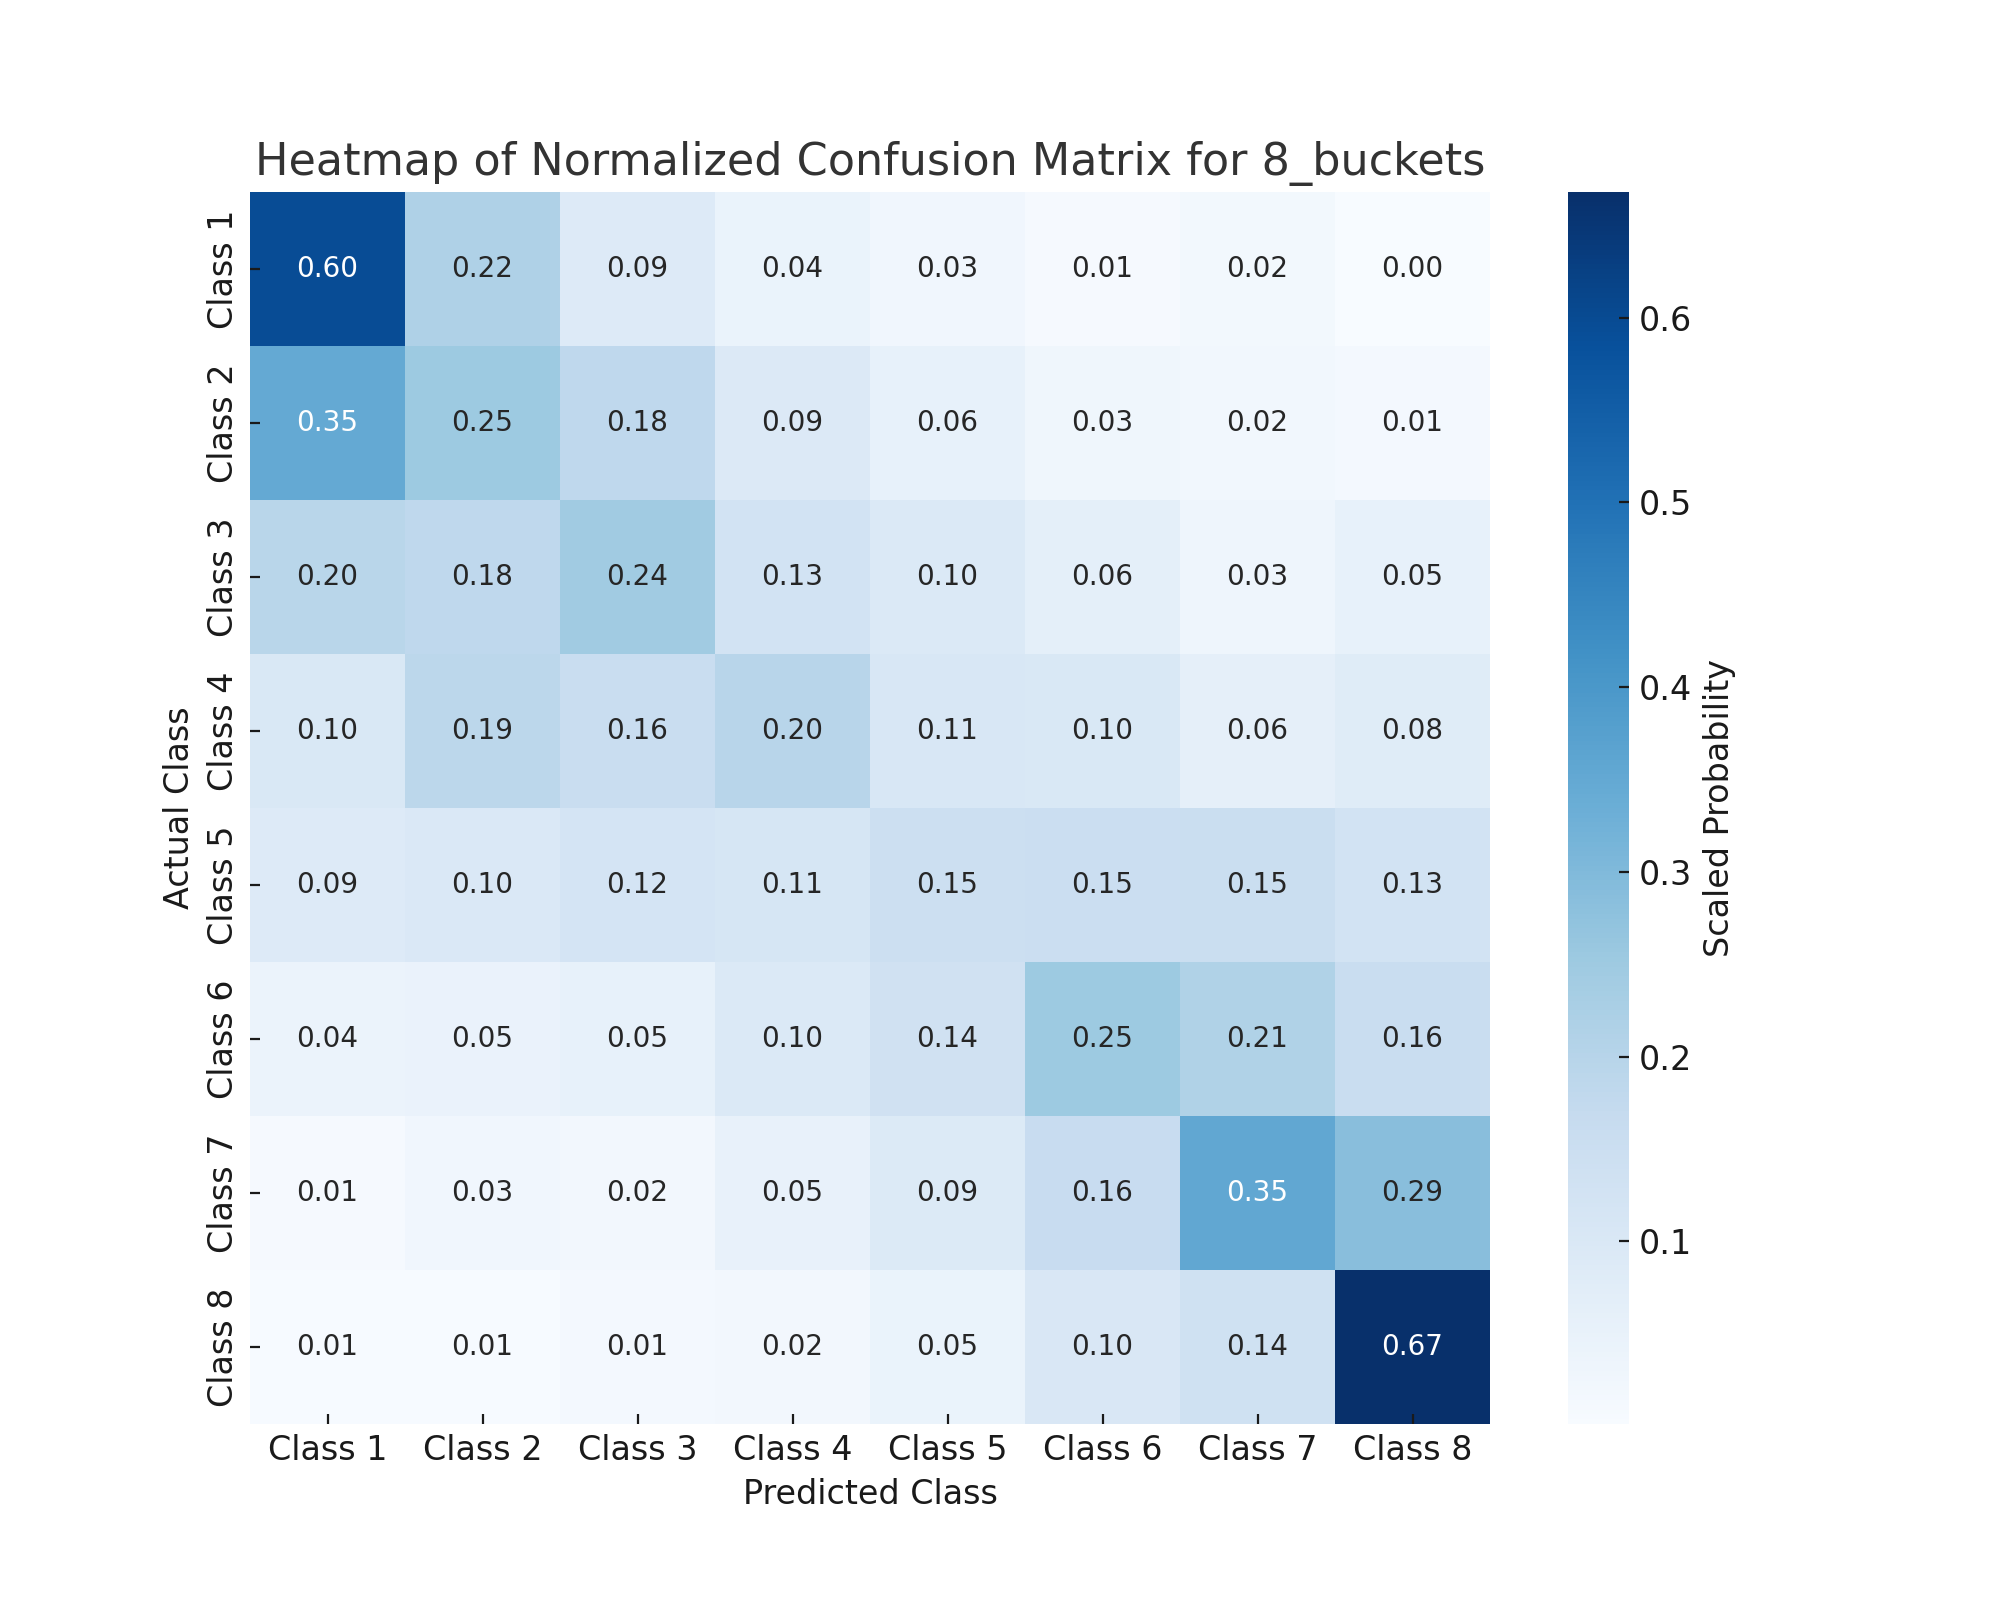 Heatmap of Normalized Confusion Matrix for 8_buckets
Class 1 0.60 0.22 0.09 0.04 0.03 0.01 0.02 0.00
Class 2 0.35 0.25 0.18 0.09 0.06 0.03 0.02 0.01
Class 3 0.20 0.18 0.24 0.13 0.10 0.06 0.03 0.05
Class 4 0.10 0.19 0.16 0.20 0.11 0.10 0.06 0.08
Class 5 0.09 0.10 0.12 0.11 0.15 0.15 0.15 0.13
Class 6 0.04 0.05 0.05 0.10 0.14 0.25 0.21 0.16
Class 7 0.01 0.03 0.02 0.05 0.09 0.16 0.35 0.29
Class 8 0.01 0.01 0.01 0.02 0.05 0.10 0.14 0.67
Class 1 Class 2 Class 3 Class 4 Class 5 Class 6 Class 7 Class 8
Predicted Class
Actual Class
0.6
0.5
0.4
0.3
0.2
0.1
Scaled Probability